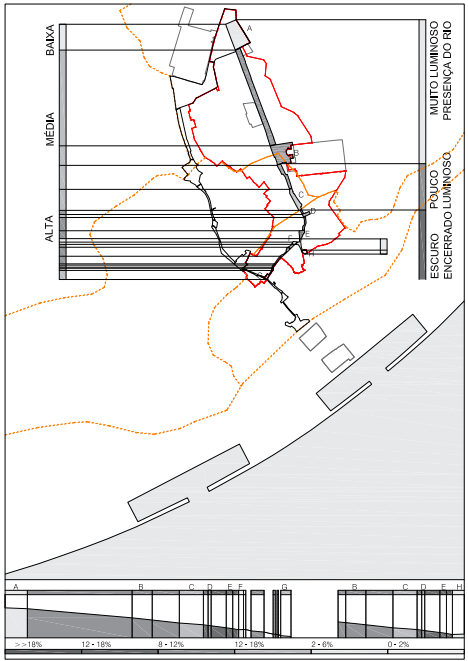 BAIXA
MÉDIA
ALTA
MUITO LUMINOSO
PRESENÇA DO RIO
POUCO
LUMINOSO
ESCURO
ENCERRADO
A
B
C
D
E
F
G
H
A B C D E F G B C D E H
>>18% 12 - 18% 8 - 12% 12 - 18% 2 - 6% 0 - 2%